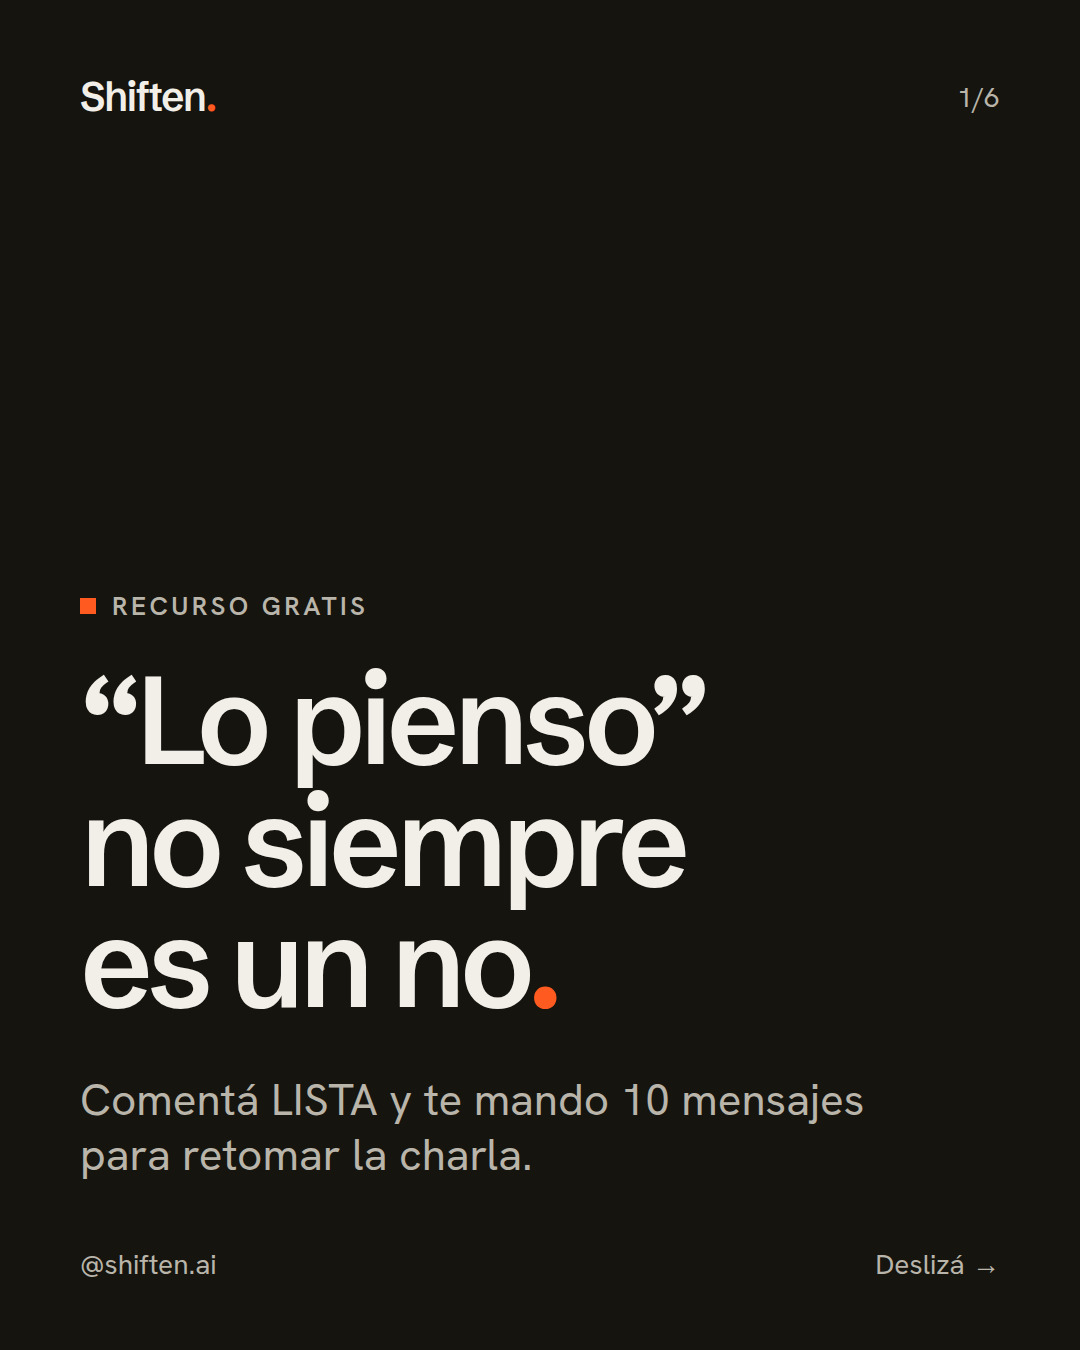 Shiften.
1/6
RECURSO GRATIS
“Lo pienso”
no siempre
es un no.
Comentá LISTA y te mando 10 mensajes
para retomar la charla.
@shiften.ai
Deslizá →